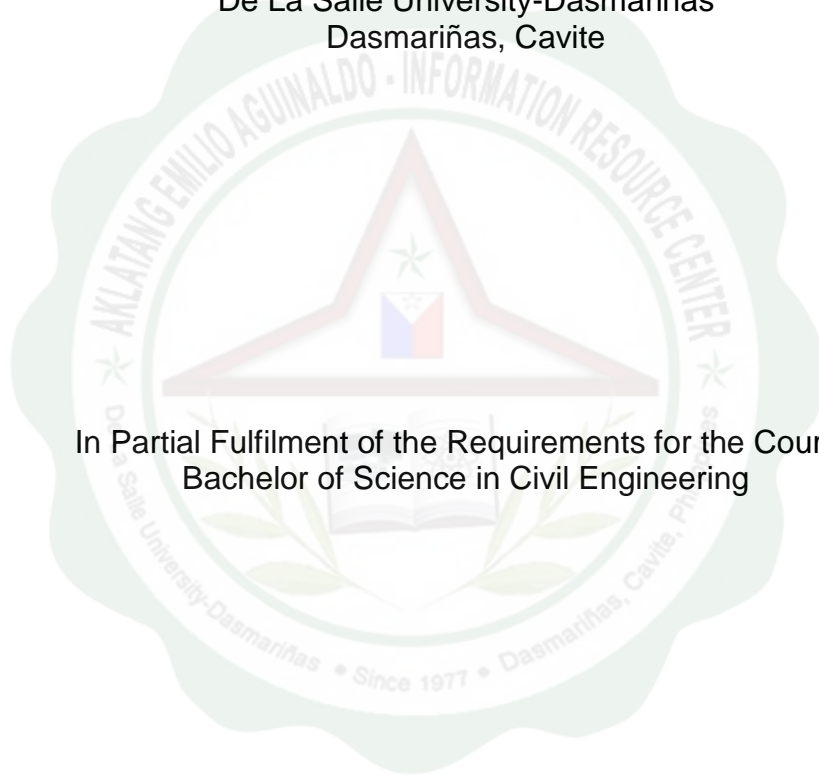 De La Salle University-Dasmariñas
Dasmariñas, Cavite
AKLATANG EMILIO AGUINALDO - INFORMATION RESOURCE CENTER
In Partial Fulfilment of the Requirements for the
Bachelor of Science in Civil Engineering
De La Salle University-Dasmariñas • Since 1977 • Dasmariñas, Cavite, Philippines